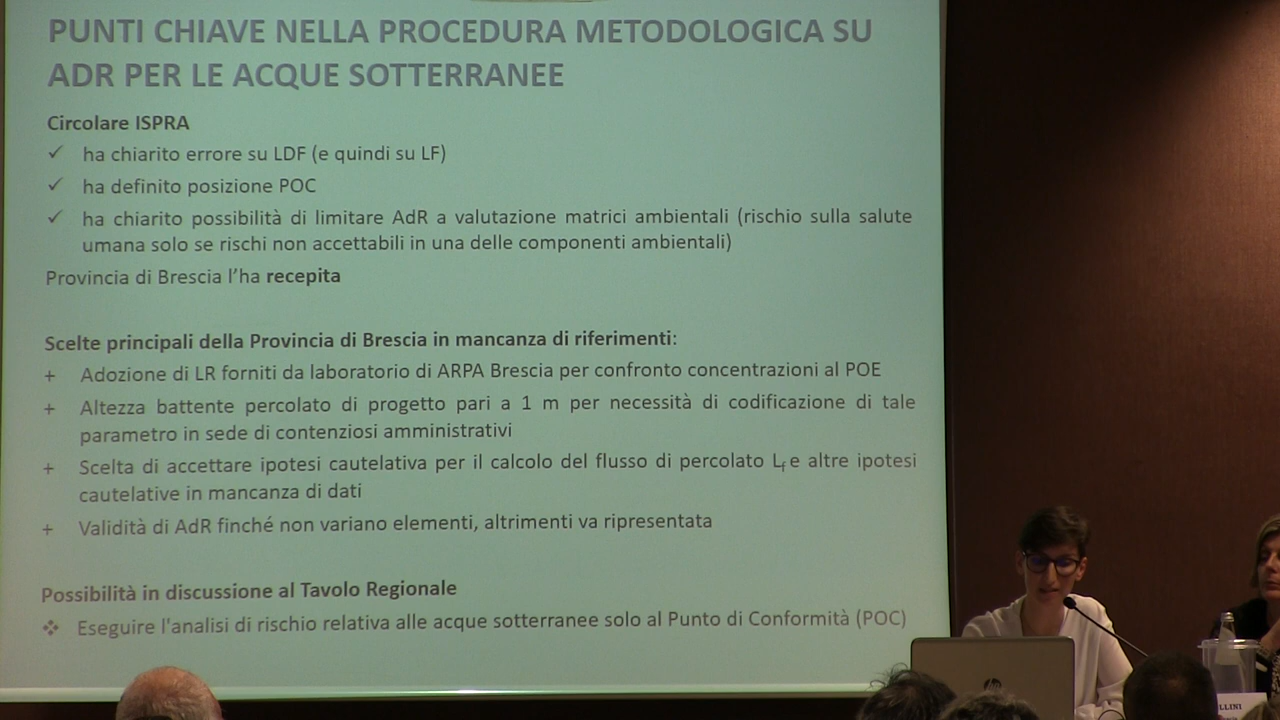 PUNTI CHIAVE NELLA PROCEDURA METODOLOGICA SU
ADR PER LE ACQUE SOTTERRANEE
Circolare ISPRA
✓ ha chiarito errore su LDF (e quindi su LF)
✓ ha definito posizione POC
✓ ha chiarito possibilità di limitare AdR a valutazione matrici ambientali (rischio sulla salute
umana solo se rischi non accettabili in una delle componenti ambientali)
Provincia di Brescia l'ha recepita
Scelte principali della Provincia di Brescia in mancanza di riferimenti:
+ Adozione di LR forniti da laboratorio di ARPA Brescia per confronto concentrazioni al POE
+ Altezza battente percolato di progetto pari a 1 m per necessità di codificazione di tale
parametro in sede di contenziosi amministrativi
+ Scelta di accettare ipotesi cautelativa per il calcolo del flusso di percolato Lf e altre ipotesi
cautelative in mancanza di dati
+ Validità di AdR finché non variano elementi, altrimenti va ripresentata
Possibilità in discussione al Tavolo Regionale
❖ Eseguire l'analisi di rischio relativa alle acque sotterranee solo al Punto di Conformità (POC)